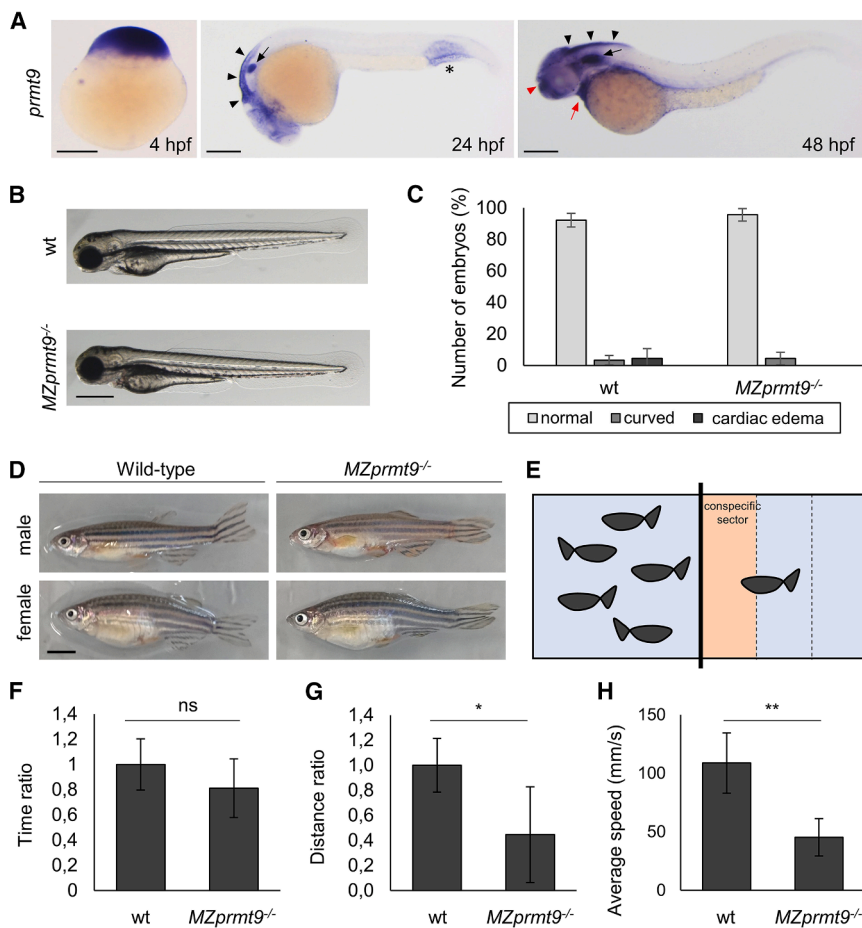 A
prmt9
4 hpf
24 hpf
*
48 hpf
B
wt
MZprmt9-/-
C
Number of embryos (%)
100
80
60
40
20
0
wt
MZprmt9-/-
normal
curved
cardiac edema
D
Wild-type
MZprmt9-/-
male
female
E
conspecific
sector
F
Time ratio
1,4
1,2
1
0,8
0,6
0,4
0,2
0
ns
wt
MZprmt9-/-
G
Distance ratio
1,4
1,2
1,0
0,8
0,6
0,4
0,2
0,0
*
wt
MZprmt9-/-
H
Average speed (mm/s)
150
100
50
0
**
wt
MZprmt9-/-